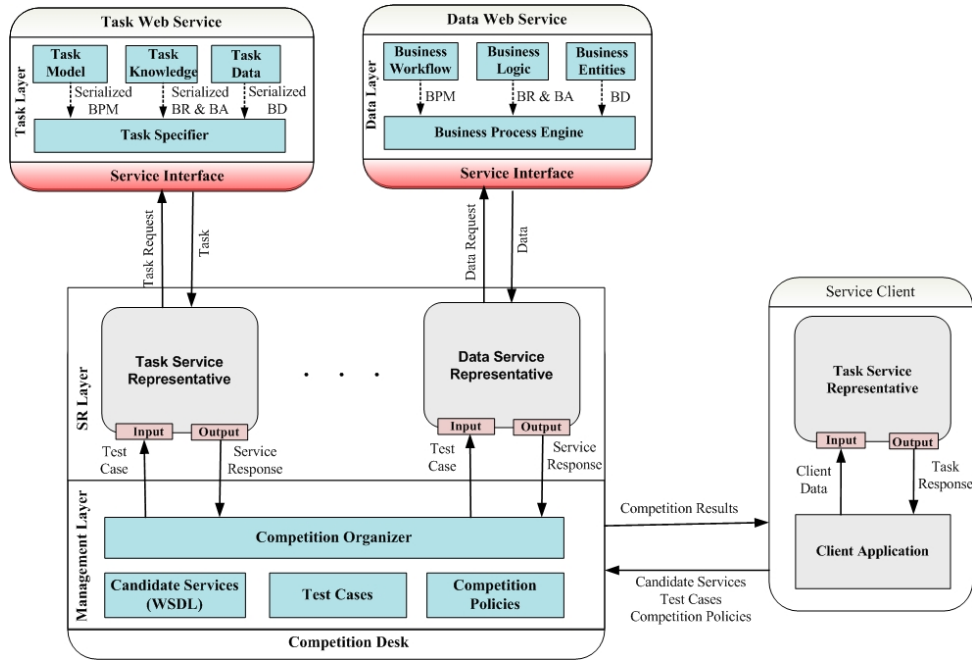 Task Web Service
Data Web Service
Task Layer
Task
Model
Task
Knowledge
Task
Data
Serialized
BPM
Serialized
BR & BA
Serialized
BD
Task Specifier
Service Interface
Data Layer
Business
Workflow
Business
Logic
Business
Entities
BPM
BR & BA
BD
Business Process Engine
Service Interface
Task Request
Task
Data Request
Data
SR Layer
Task Service
Representative
. . .
Data Service
Representative
Input
Output
Input
Output
Test
Case
Service
Response
Test
Case
Service
Response
Management Layer
Competition Organizer
Candidate Services
(WSDL)
Test Cases
Competition
Policies
Competition Desk
Competition Results
Candidate Services
Test Cases
Competition Policies
Service Client
Task Service
Representative
Input
Output
Client
Data
Task
Response
Client Application